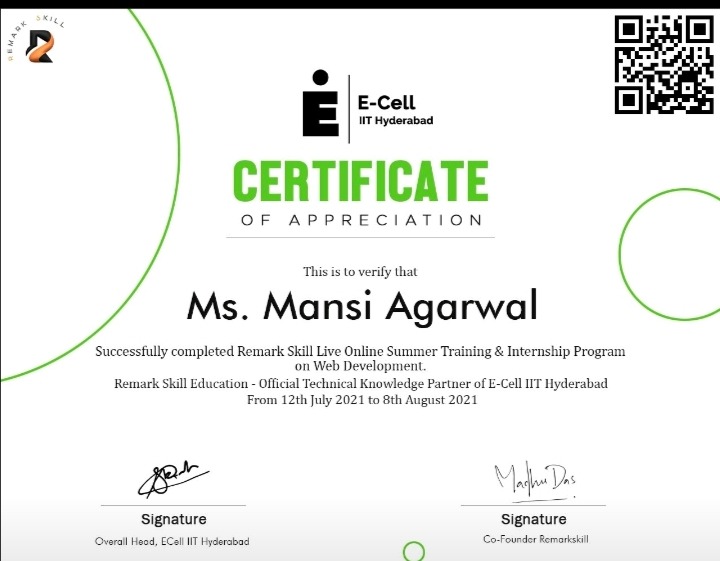 REMARK SKILL
E-Cell
IIT Hyderabad
CERTIFICATE
OF APPRECIATION
This is to verify that
Ms. Mansi Agarwal
Successfully completed Remark Skill Live Online Summer Training & Internship Program
on Web Development.
Remark Skill Education - Official Technical Knowledge Partner of E-Cell IIT Hyderabad
From 12th July 2021 to 8th August 2021
Madhu Das
Signature
Signature
Overall Head, ECell IIT Hyderabad
Co-Founder Remarkskill